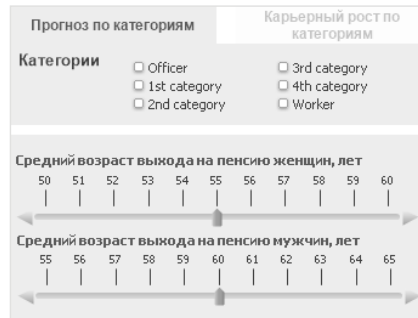 Прогноз по категориям
Карьерный рост по
категориям
Категории
Officer
3rd category
1st category
4th category
2nd category
Worker
Средний возраст выхода на пенсию женщин, лет
50 51 52 53 54 55 56 57 58 59 60
Средний возраст выхода на пенсию мужчин, лет
55 56 57 58 59 60 61 62 63 64 65